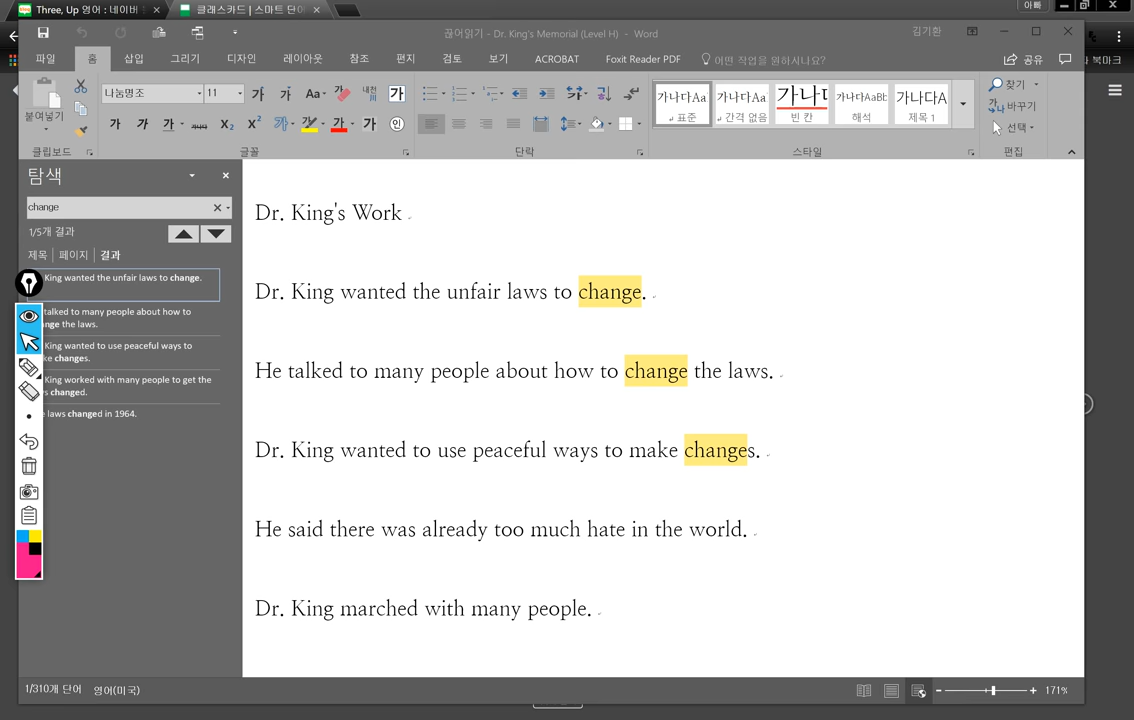 Three, Up 영어 : 네이버
클래스카드 | 스마트 단어
아빠
끊어읽기 - Dr. King's Memorial (Level H) - Word
김기환
파일 홈 삽입 그리기 디자인 레이아웃 참조 편지 검토 보기 ACROBAT Foxit Reader PDF 어떤 작업을 원하시나요? 공유
북마크
붙여넣기
나눔명조 11
가나다Aa 가나다Aa 가나다 가나다AaBb 가나다A
표준 간격 없음 빈 칸 해석 제목 1
찾기
바꾸기
선택
클립보드 글꼴 단락 스타일 편집
탐색
change
1/5개 결과
제목 페이지 결과
King wanted the unfair laws to change.
talked to many people about how to
change the laws.
King wanted to use peaceful ways to
changes.
King worked with many people to get the
changed.
laws changed in 1964.
Dr. King's Work
Dr. King wanted the unfair laws to change.
He talked to many people about how to change the laws.
Dr. King wanted to use peaceful ways to make changes.
He said there was already too much hate in the world.
Dr. King marched with many people.
1/310개 단어 영어(미국)
171%